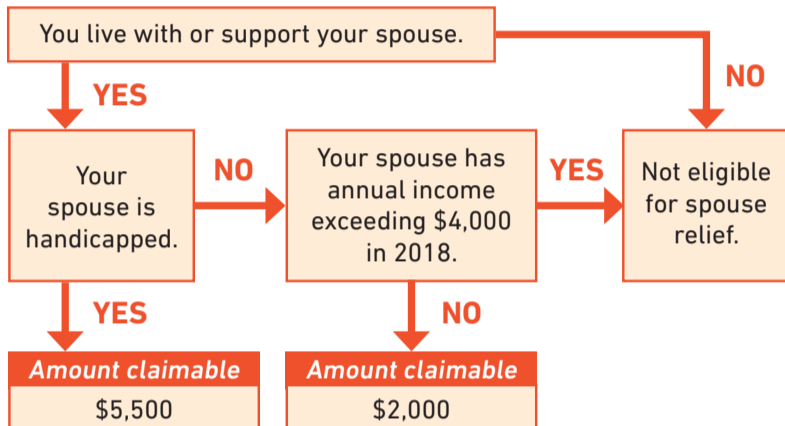 You live with or support your spouse.
YES
NO
Your
spouse is
handicapped.
NO
Your spouse has
annual income
exceeding $4,000
in 2018.
YES
Not eligible
for spouse
relief.
YES
NO
Amount claimable
$5,500
Amount claimable
$2,000